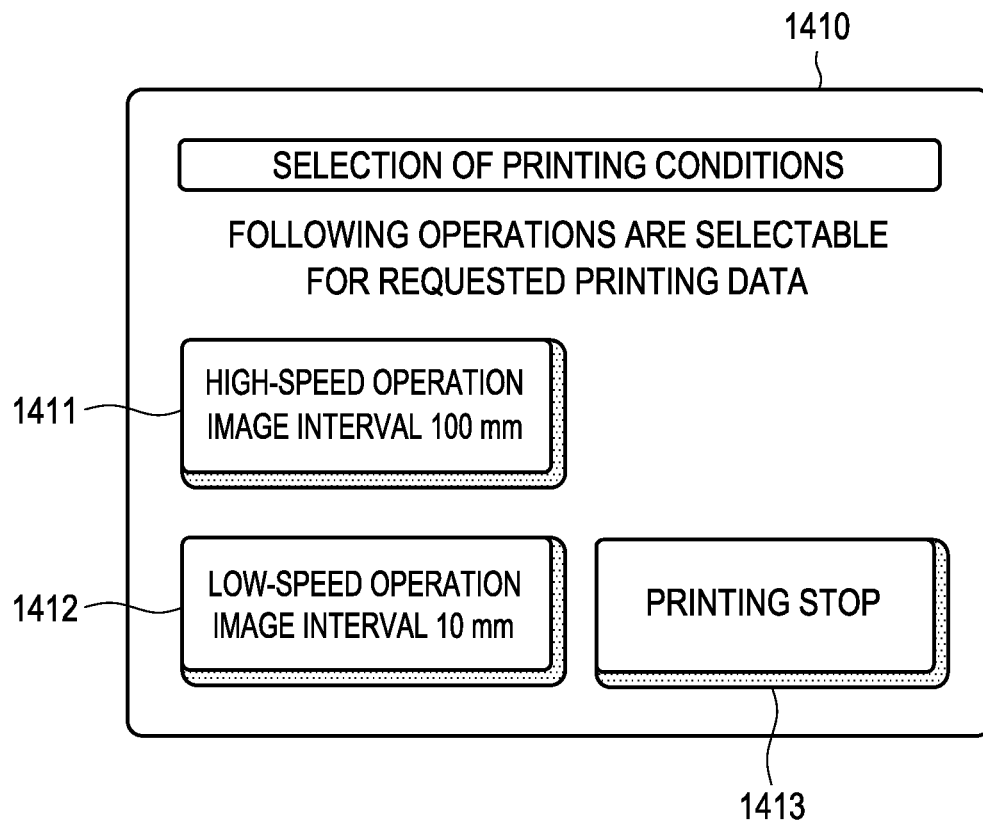 1410
SELECTION OF PRINTING CONDITIONS
FOLLOWING OPERATIONS ARE SELECTABLE
FOR REQUESTED PRINTING DATA
1411
HIGH-SPEED OPERATION
IMAGE INTERVAL 100 mm
1412
LOW-SPEED OPERATION
IMAGE INTERVAL 10 mm
PRINTING STOP
1413